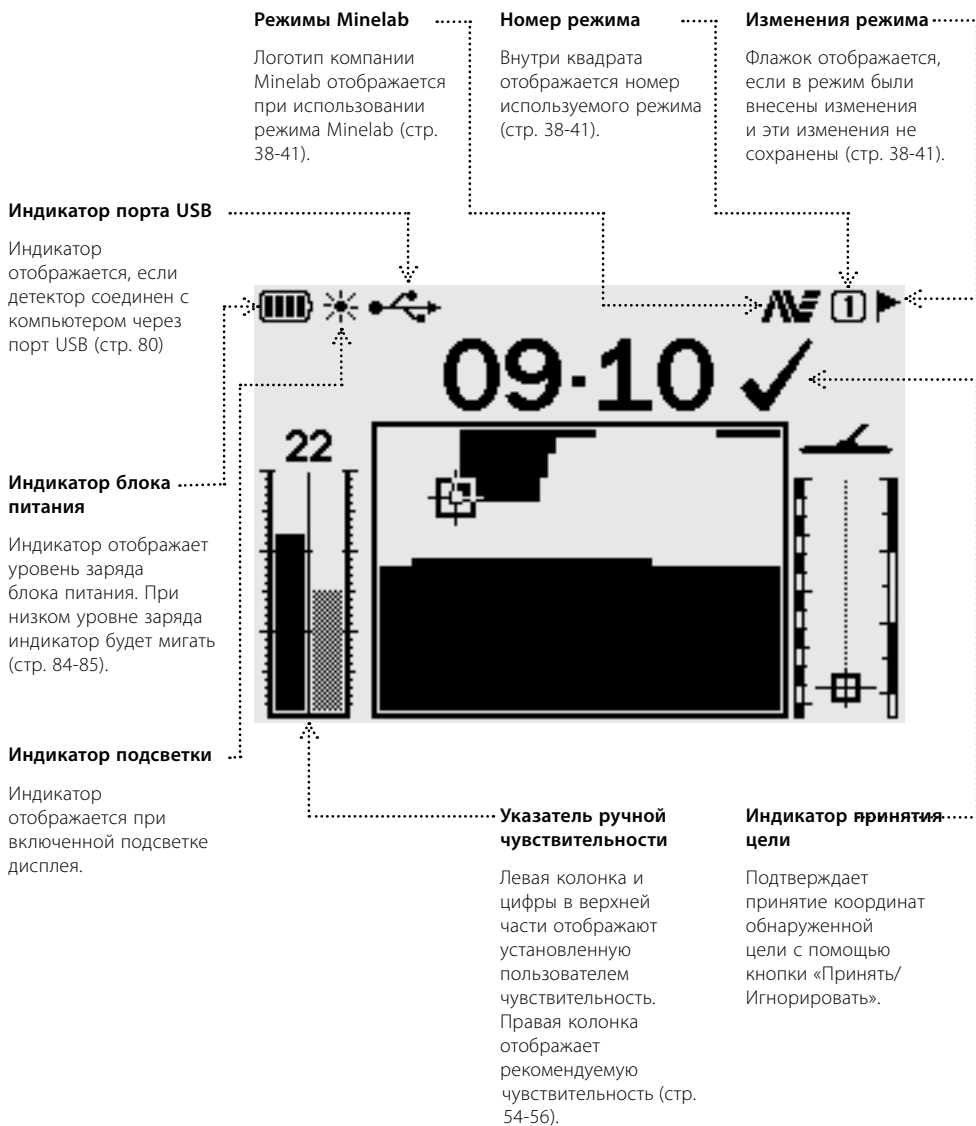 Режимы Minelab
Логотип компании
Minelab отображается
при использовании
режима Minelab (стр.
38-41).
Номер режима
Внутри квадрата
отображается номер
используемого режима
(стр. 38-41).
Изменения режима
Флажок отображается,
если в режим были
внесены изменения
и эти изменения не
сохранены (стр. 38-41).
Индикатор порта USB
Индикатор
отображается, если
детектор соединен с
компьютером через
порт USB (стр. 80)
Индикатор блока
питания
Индикатор отображает
уровень заряда
блока питания. При
низком уровне заряда
индикатор будет мигать
(стр. 84-85).
Индикатор подсветки
Индикатор
отображается при
включенной подсветке
дисплея.
1
09·10
22
Указатель ручной
чувствительности
Левая колонка и
цифры в верхней
части отображают
установленную
пользователем
чувствительность.
Правая колонка
отображает
рекомендуемую
чувствительность (стр.
54-56).
Индикатор принятия
цели
Подтверждает
принятие координат
обнаруженной
цели с помощью
кнопки «Принять/
Игнорировать».